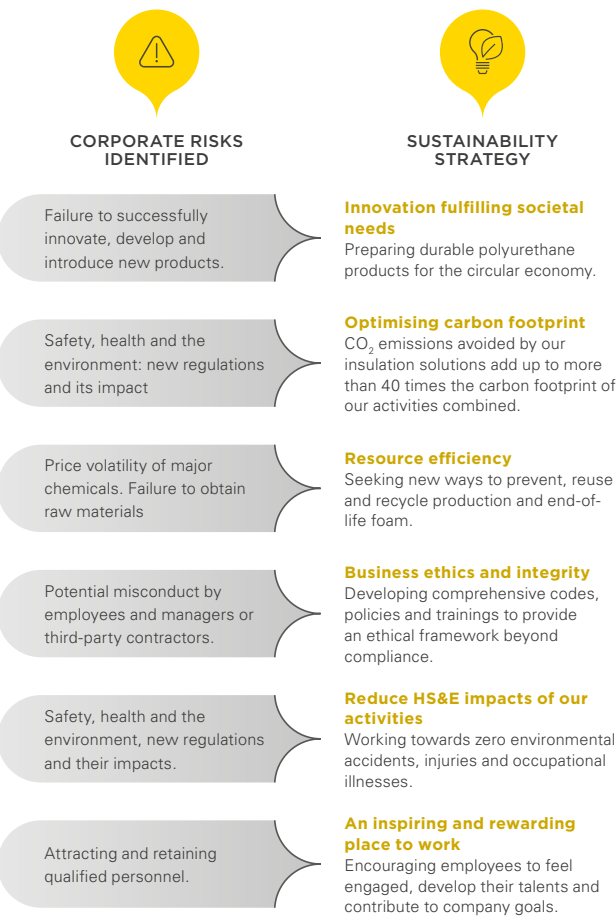 CORPORATE RISKS
IDENTIFIED
SUSTAINABILITY
STRATEGY
Failure to successfully
innovate, develop and
introduce new products.
Innovation fulfilling societal
needs
Preparing durable polyurethane
products for the circular economy.
Safety, health and the
environment: new regulations
and its impact
Optimising carbon footprint
CO₂ emissions avoided by our
insulation solutions add up to more
than 40 times the carbon footprint of
our activities combined.
Price volatility of major
chemicals. Failure to obtain
raw materials
Resource efficiency
Seeking new ways to prevent, reuse
and recycle production and end-of-
life foam.
Potential misconduct by
employees and managers or
third-party contractors.
Business ethics and integrity
Developing comprehensive codes,
policies and trainings to provide
an ethical framework beyond
compliance.
Safety, health and the
environment, new regulations
and their impacts.
Reduce HS&E impacts of our
activities
Working towards zero environmental
accidents, injuries and occupational
illnesses.
Attracting and retaining
qualified personnel.
An inspiring and rewarding
place to work
Encouraging employees to feel
engaged, develop their talents and
contribute to company goals.